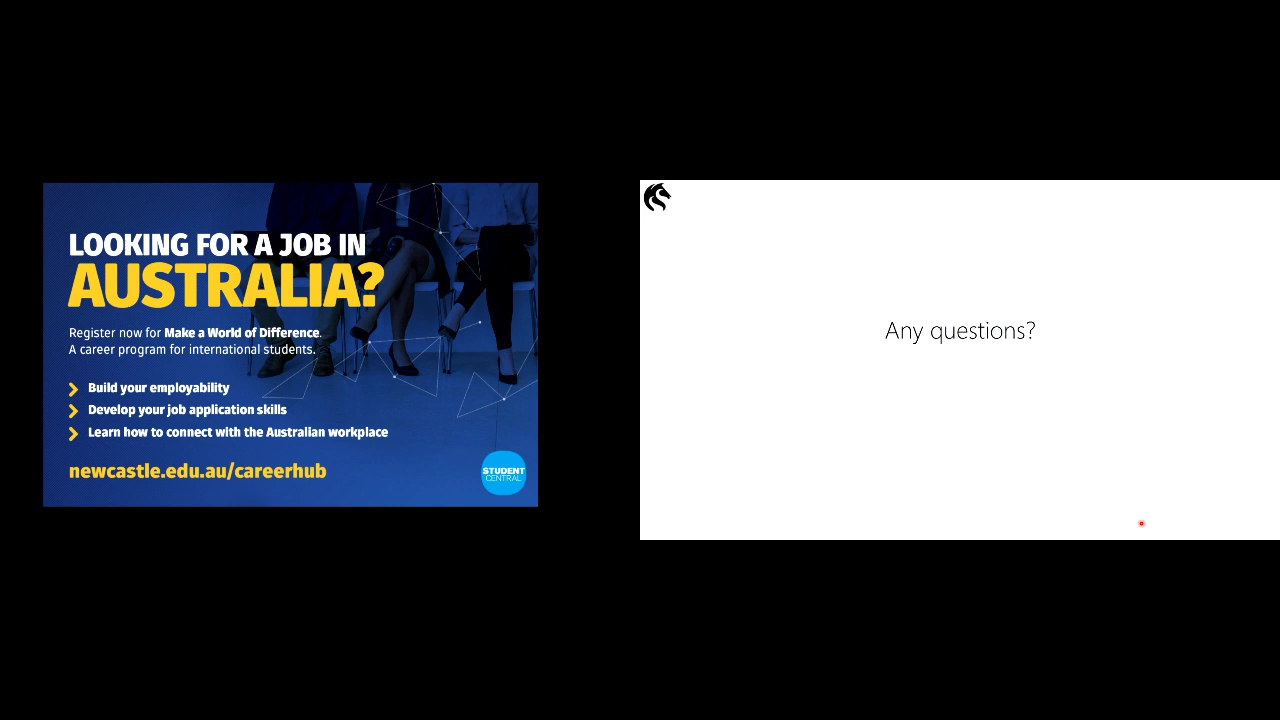 LOOKING FOR A JOB IN
AUSTRALIA?
Register now for Make a World of Difference.
A career program for international students.
Build your employability
Develop your job application skills
Learn how to connect with the Australian workplace
newcastle.edu.au/careerhub
STUDENT
CENTRAL
Any questions?